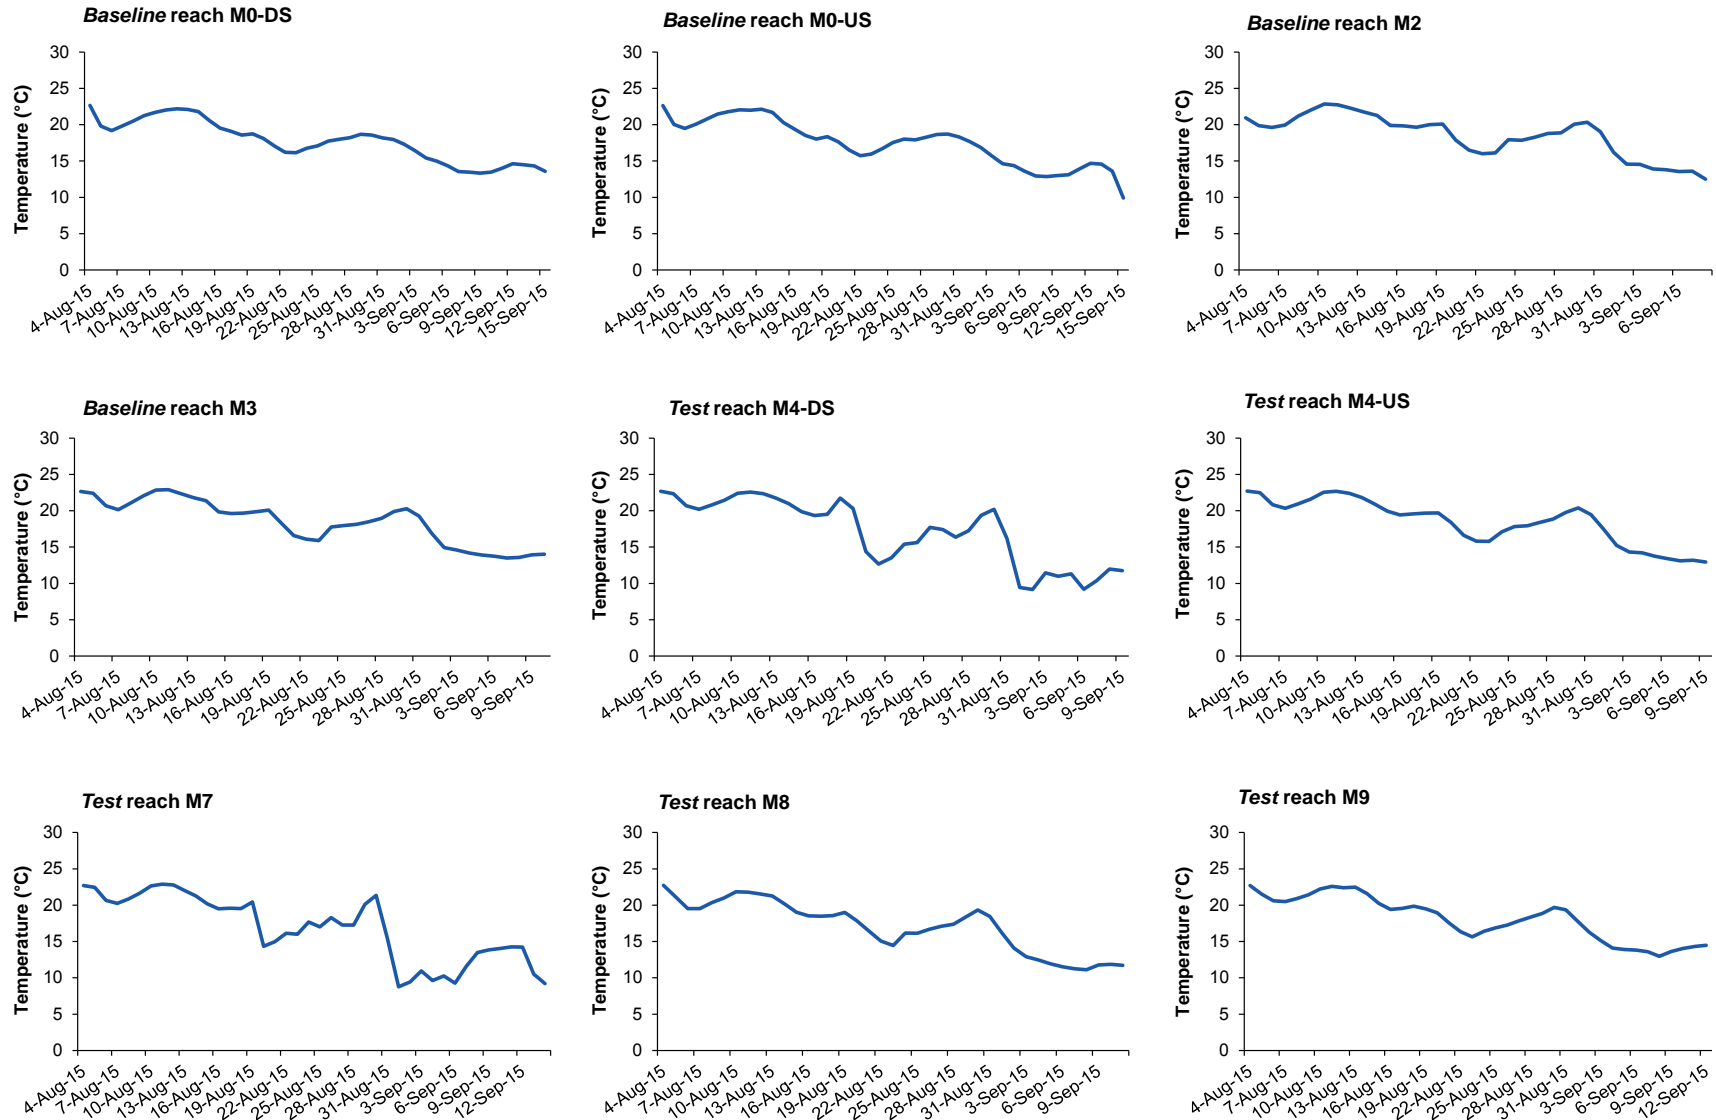 Baseline reach M0-DS
Temperature (°C)
30
25
20
15
10
5
0
4-Aug-15
7-Aug-15
10-Aug-15
13-Aug-15
16-Aug-15
19-Aug-15
22-Aug-15
25-Aug-15
28-Aug-15
31-Aug-15
3-Sep-15
6-Sep-15
9-Sep-15
12-Sep-15
15-Sep-15
Baseline reach M0-US
Temperature (°C)
30
25
20
15
10
5
0
4-Aug-15
7-Aug-15
10-Aug-15
13-Aug-15
16-Aug-15
19-Aug-15
22-Aug-15
25-Aug-15
28-Aug-15
31-Aug-15
3-Sep-15
6-Sep-15
9-Sep-15
12-Sep-15
15-Sep-15
Baseline reach M2
Temperature (°C)
30
25
20
15
10
5
0
4-Aug-15
7-Aug-15
10-Aug-15
13-Aug-15
16-Aug-15
19-Aug-15
22-Aug-15
25-Aug-15
28-Aug-15
31-Aug-15
3-Sep-15
6-Sep-15
Baseline reach M3
Temperature (°C)
30
25
20
15
10
5
0
4-Aug-15
7-Aug-15
10-Aug-15
13-Aug-15
16-Aug-15
19-Aug-15
22-Aug-15
25-Aug-15
28-Aug-15
31-Aug-15
3-Sep-15
6-Sep-15
9-Sep-15
Test reach M4-DS
Temperature (°C)
30
25
20
15
10
5
0
4-Aug-15
7-Aug-15
10-Aug-15
13-Aug-15
16-Aug-15
19-Aug-15
22-Aug-15
25-Aug-15
28-Aug-15
31-Aug-15
3-Sep-15
6-Sep-15
9-Sep-15
Test reach M4-US
Temperature (°C)
30
25
20
15
10
5
0
4-Aug-15
7-Aug-15
10-Aug-15
13-Aug-15
16-Aug-15
19-Aug-15
22-Aug-15
25-Aug-15
28-Aug-15
31-Aug-15
3-Sep-15
6-Sep-15
9-Sep-15
Test reach M7
Temperature (°C)
30
25
20
15
10
5
0
4-Aug-15
7-Aug-15
10-Aug-15
13-Aug-15
16-Aug-15
19-Aug-15
22-Aug-15
25-Aug-15
28-Aug-15
31-Aug-15
3-Sep-15
6-Sep-15
9-Sep-15
12-Sep-15
Test reach M8
Temperature (°C)
30
25
20
15
10
5
0
4-Aug-15
7-Aug-15
10-Aug-15
13-Aug-15
16-Aug-15
19-Aug-15
22-Aug-15
25-Aug-15
28-Aug-15
31-Aug-15
3-Sep-15
6-Sep-15
9-Sep-15
Test reach M9
Temperature (°C)
30
25
20
15
10
5
0
4-Aug-15
7-Aug-15
10-Aug-15
13-Aug-15
16-Aug-15
19-Aug-15
22-Aug-15
25-Aug-15
28-Aug-15
31-Aug-15
3-Sep-15
6-Sep-15
9-Sep-15
12-Sep-15